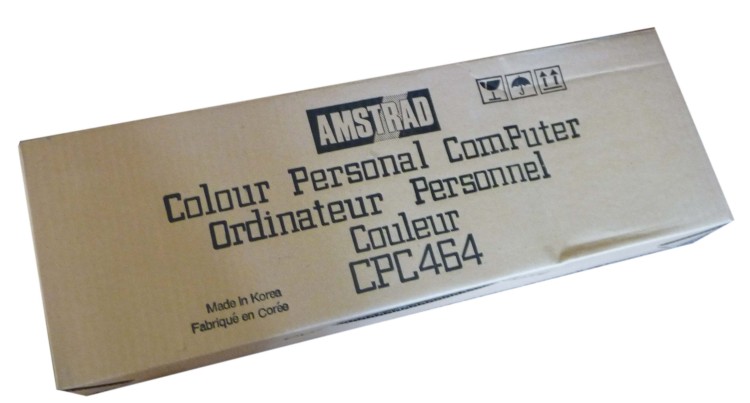 AMSTRAD
Colour Personal ComPuter
Ordinateur Personnel
Couleur
CPC464
Made in Korea
Fabriqué en Corée